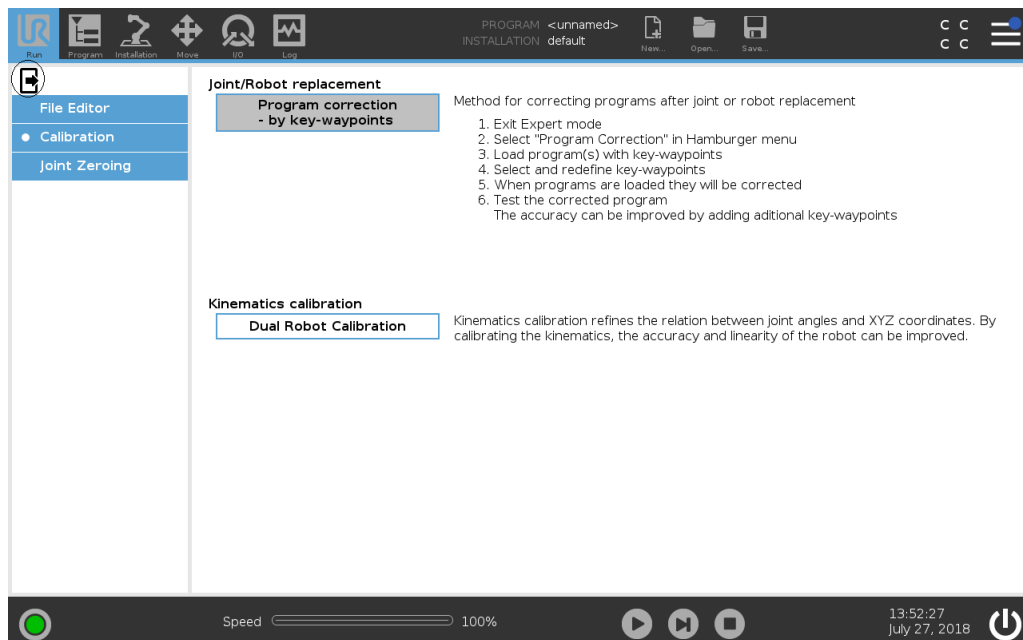 UR
PROGRAM <unnamed>
INSTALLATION default
C C
C C
Run Program Installation Move I/O Log New... Open... Save...
File Editor
Calibration
Joint Zeroing
Joint/Robot replacement
Program correction
- by key-waypoints
Method for correcting programs after joint or robot replacement
1. Exit Expert mode
2. Select "Program Correction" in Hamburger menu
3. Load program(s) with key-waypoints
4. Select and redefine key-waypoints
5. When programs are loaded they will be corrected
6. Test the corrected program
The accuracy can be improved by adding aditional key-waypoints
Kinematics calibration
Dual Robot Calibration
Kinematics calibration refines the relation between joint angles and XYZ coordinates. By
calibrating the kinematics, the accuracy and linearity of the robot can be improved.
Speed 100%
13:52:27
July 27, 2018